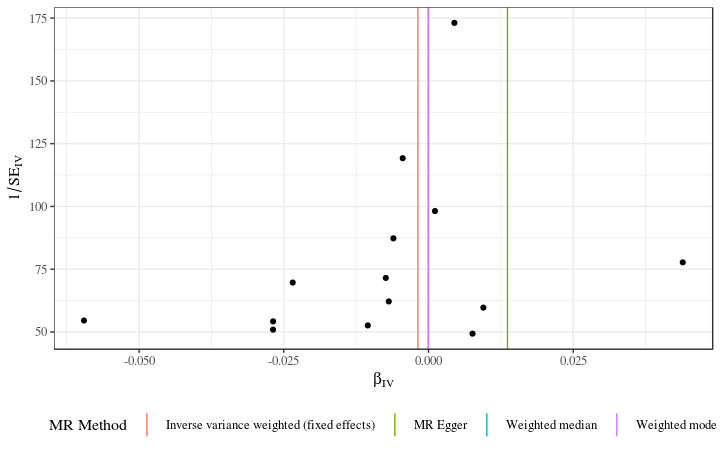 175
150
125
100
75
50
1/SE_IV
-0.050 -0.025 0.000 0.025
β_IV
MR Method Inverse variance weighted (fixed effects) MR Egger Weighted median Weighted mode